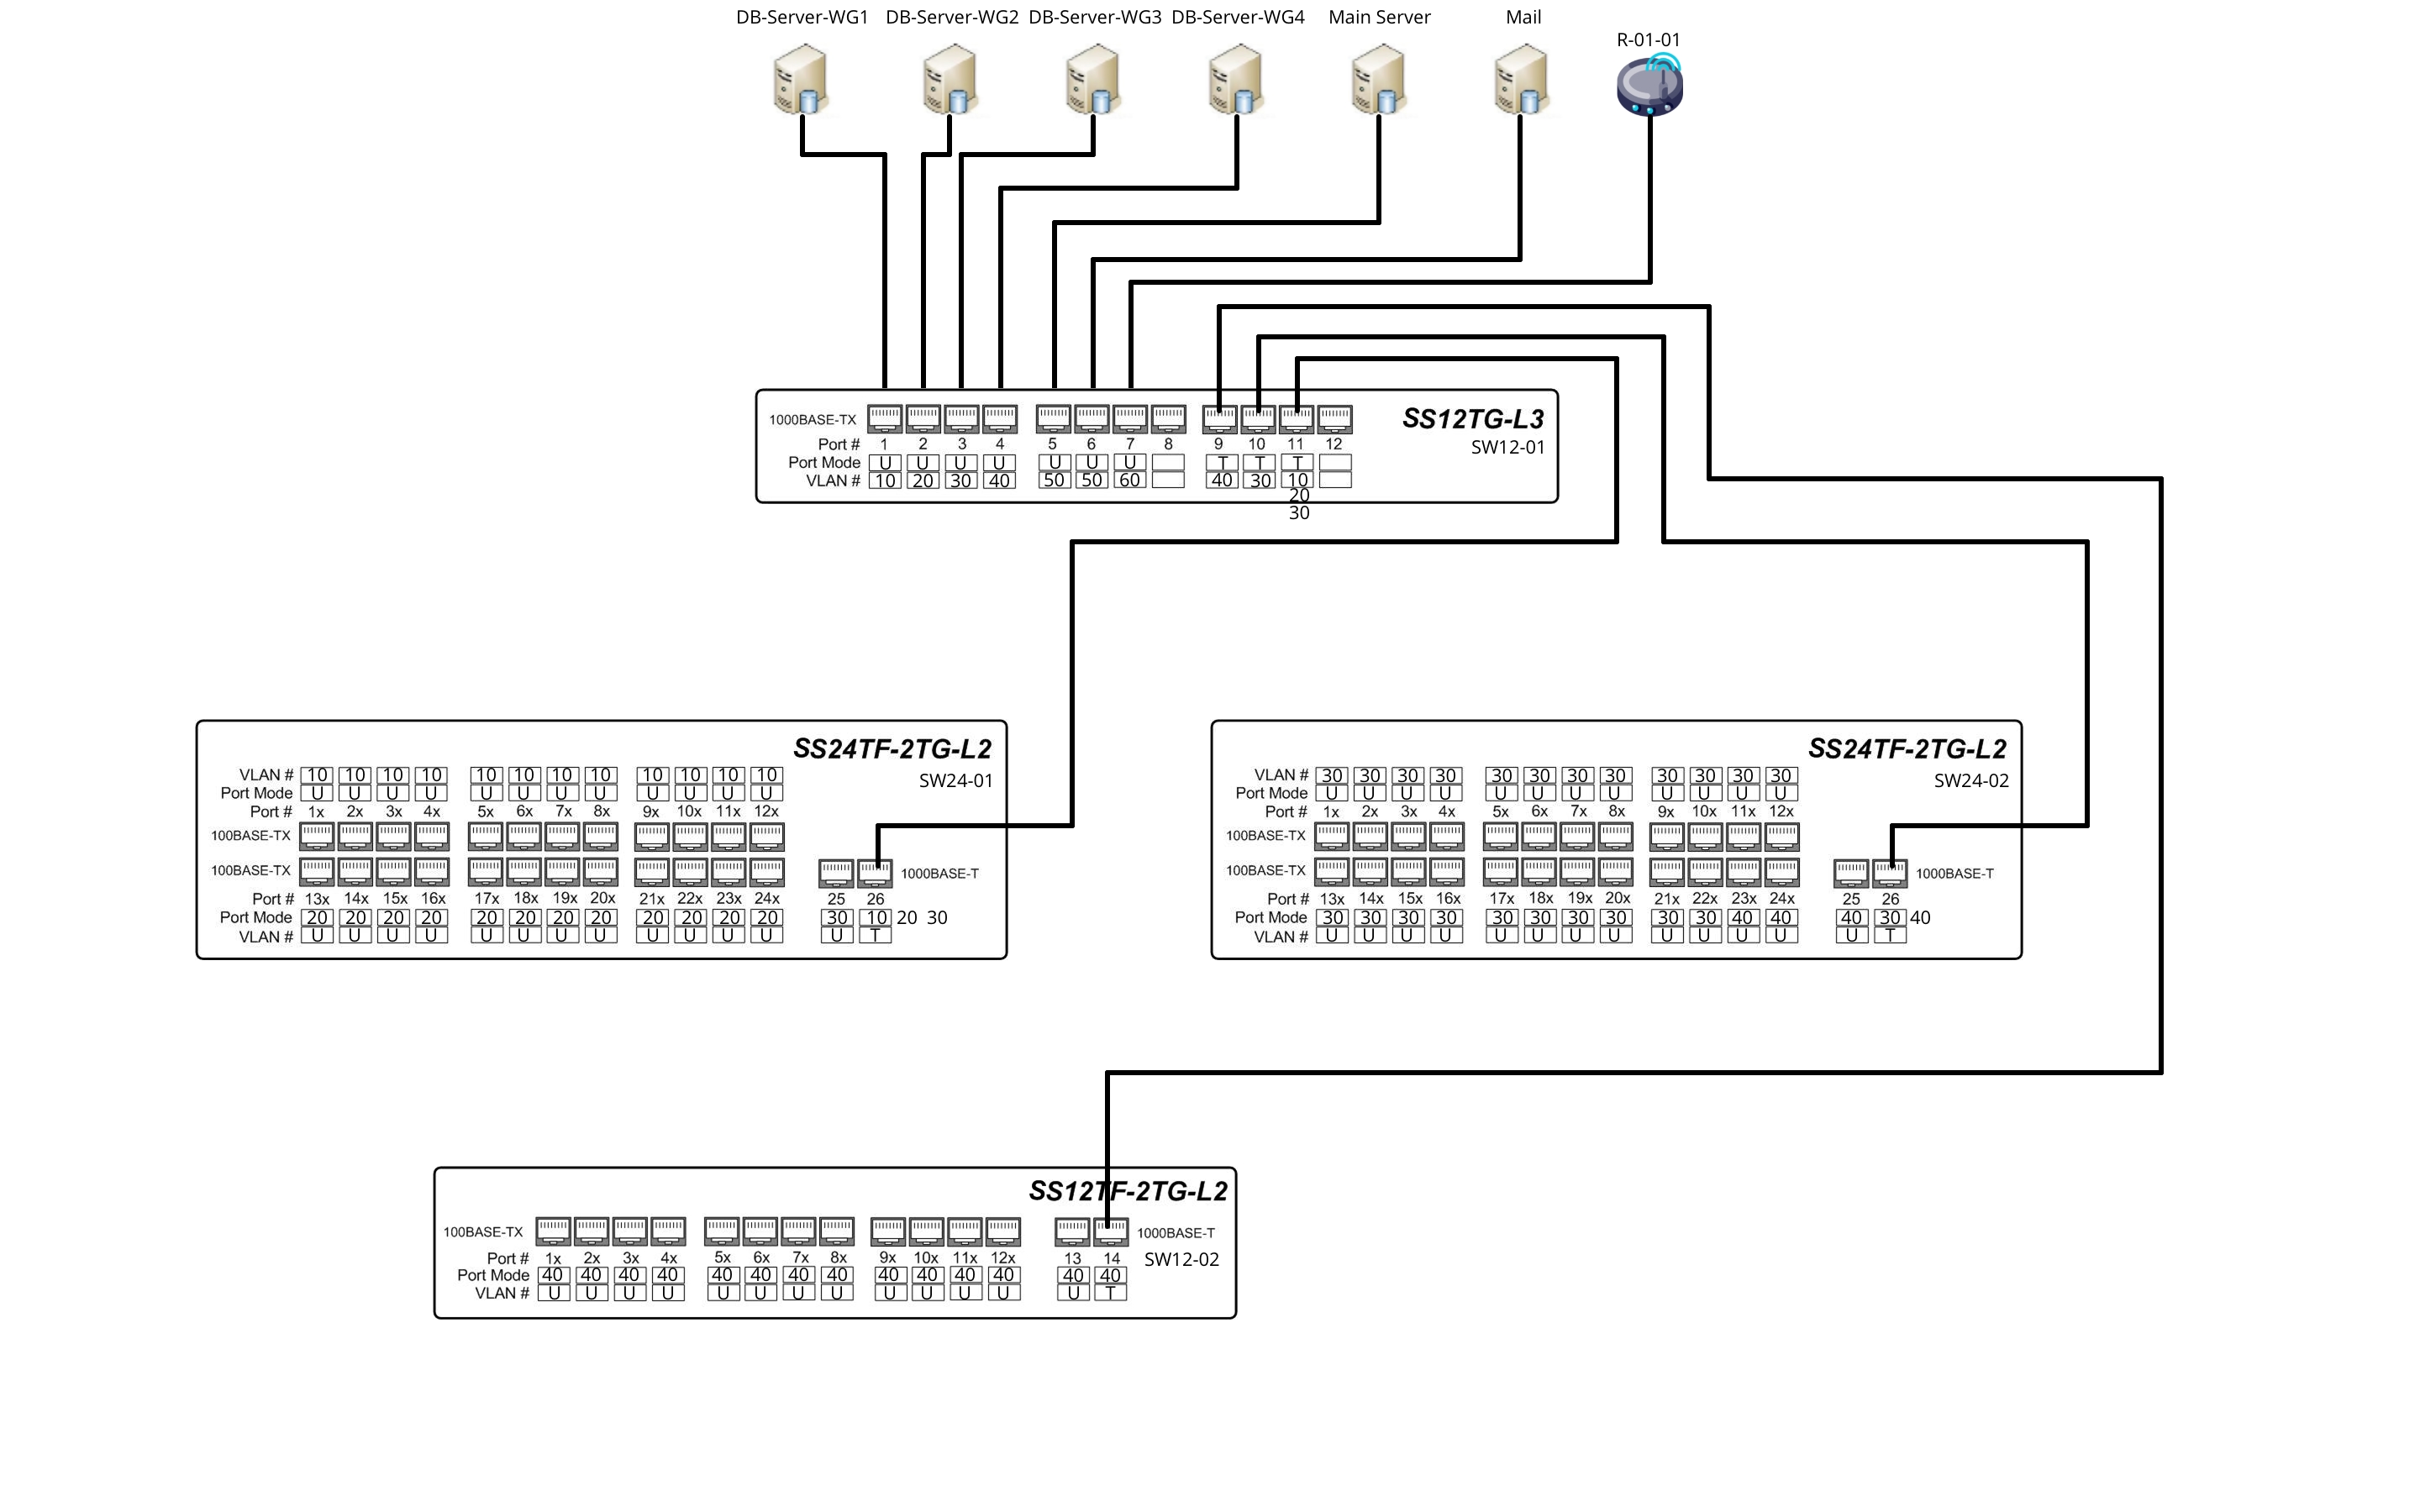 DB-Server-WG1 DB-Server-WG2 DB-Server-WG3 DB-Server-WG4 Main Server Mail
R-01-01
SS12TG-L3
SW12-01
1000BASE-TX
Port # 1 2 3 4 5 6 7 8 9 10 11 12
Port Mode U U U U U U U T T T
VLAN # 10 20 30 40 50 50 60 40 30 10
20
30
SS24TF-2TG-L2
SW24-01
VLAN # 10 10 10 10 10 10 10 10 10 10 10 10
Port Mode U U U U U U U U U U U U
Port # 1x 2x 3x 4x 5x 6x 7x 8x 9x 10x 11x 12x
100BASE-TX
100BASE-TX
1000BASE-T
Port # 13x 14x 15x 16x 17x 18x 19x 20x 21x 22x 23x 24x 25 26
Port Mode 20 20 20 20 20 20 20 20 20 20 20 20 30 10 20 30
VLAN # U U U U U U U U U U U U U T
SS24TF-2TG-L2
SW24-02
VLAN # 30 30 30 30 30 30 30 30 30 30 30 30
Port Mode U U U U U U U U U U U U
Port # 1x 2x 3x 4x 5x 6x 7x 8x 9x 10x 11x 12x
100BASE-TX
100BASE-TX
1000BASE-T
Port # 13x 14x 15x 16x 17x 18x 19x 20x 21x 22x 23x 24x 25 26
Port Mode 30 30 30 30 30 30 30 30 30 30 40 40 40 30 40
VLAN # U U U U U U U U U U U U U T
SS12TF-2TG-L2
100BASE-TX
1000BASE-T
SW12-02
Port # 1x 2x 3x 4x 5x 6x 7x 8x 9x 10x 11x 12x 13 14
Port Mode 40 40 40 40 40 40 40 40 40 40 40 40 40 40
VLAN # U U U U U U U U U U U U U T